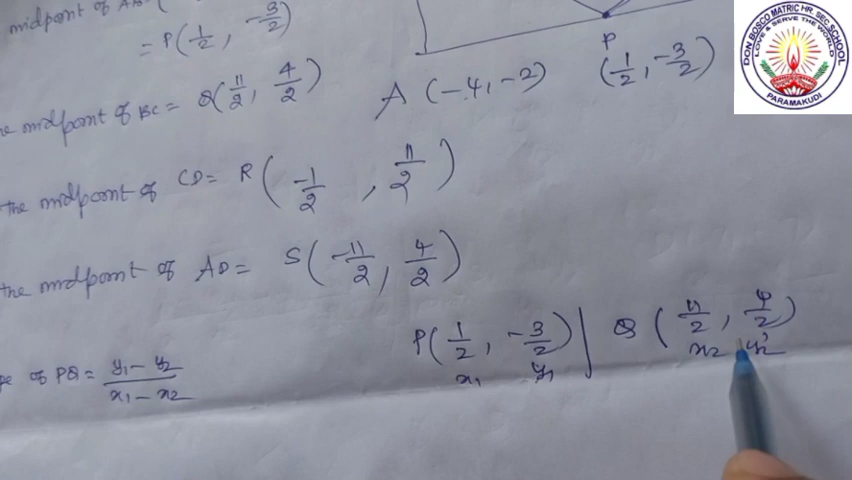 midpoint of AB = (
= P(1/2, -3/2)
midpoint of BC = Q(11/2, 4/2)
A (-4, -2)
P
(1/2, -3/2)
the midpoint of CD = R(-1/2, 11/2)
the midpoint of AD = S(-11/2, 4/2)
P(1/2, -3/2) | Q(11/2, 4/2)
x1 y1 x2 y2
of PQ = y1 - y2 / x1 - x2
DON BOSCO MATRIC HR. SEC SCHOOL
LOVE & SERVE THE WORLD
PARAMAKUDI